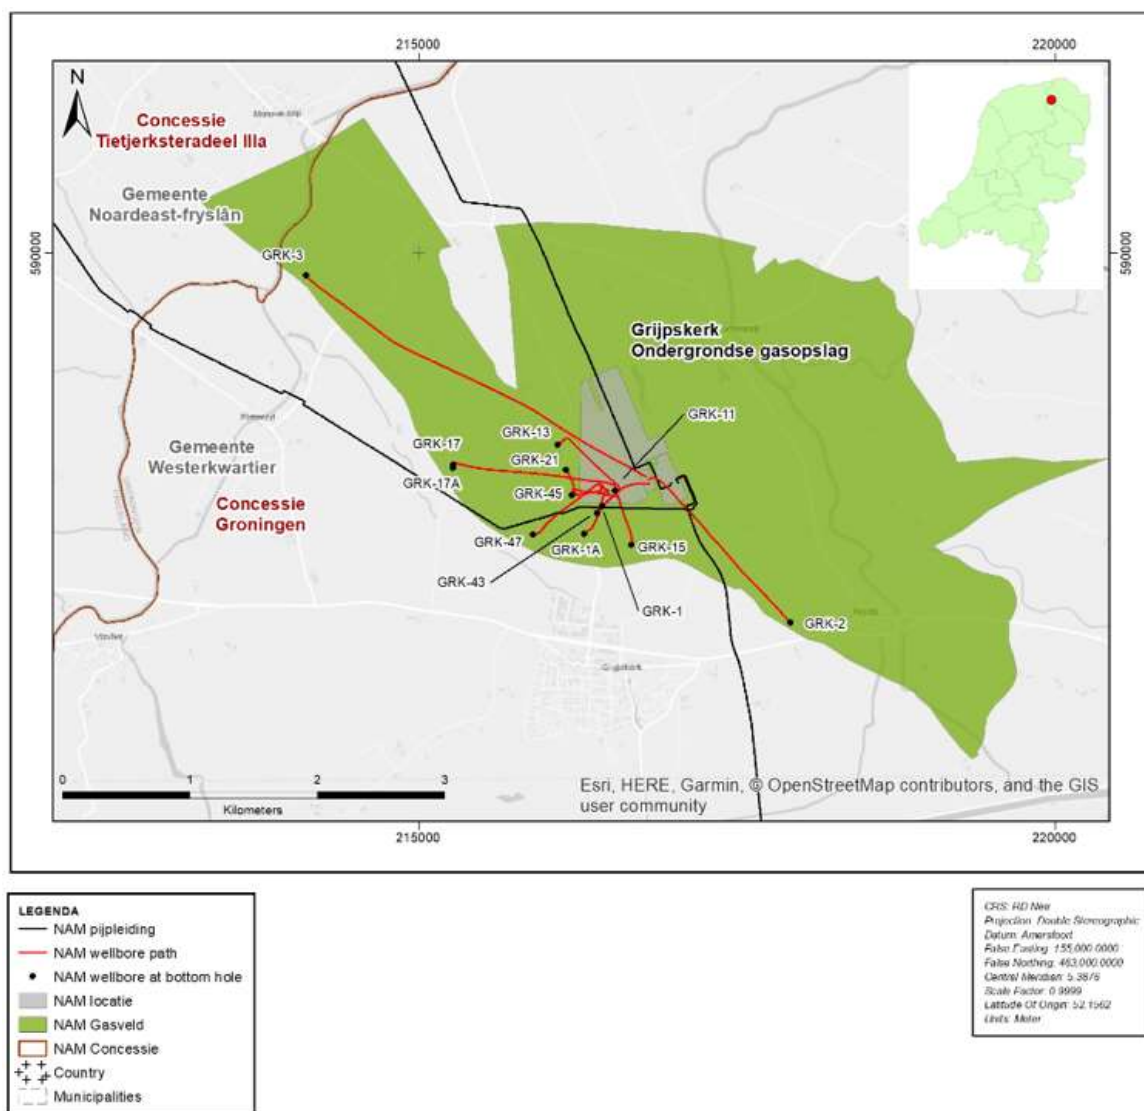 215000
220000
N
Concessie
Tietjerksteradeel IIIa
Gemeente
Noardeast-fryslân
590000
590000
GRK-3
Grijpskerk
Ondergrondse gasopslag
GRK-11
GRK-13
GRK-17
GRK-21
GRK-17A
GRK-45
Gemeente
Westerkwartier
Concessie
Groningen
GRK-47
GRK-1A
GRK-15
GRK-43
GRK-1
GRK-2
Grijpskerk
0 1 2 3
Kilometers
Esri, HERE, Garmin, © OpenStreetMap contributors, and the GIS
user community
215000
220000
LEGENDA
NAM pijpleiding
NAM wellbore path
NAM wellbore at bottom hole
NAM locatie
NAM Gasveld
NAM Concessie
Country
Municipalities
CRS: RD New
Projection: Double Stereographic
Datum: Amersfoort
False Easting: 155,000.0000
False Northing: 463,000.0000
Central Meridian: 5.3876
Scale Factor: 0.9999
Latitude Of Origin: 52.1562
Units: Meter